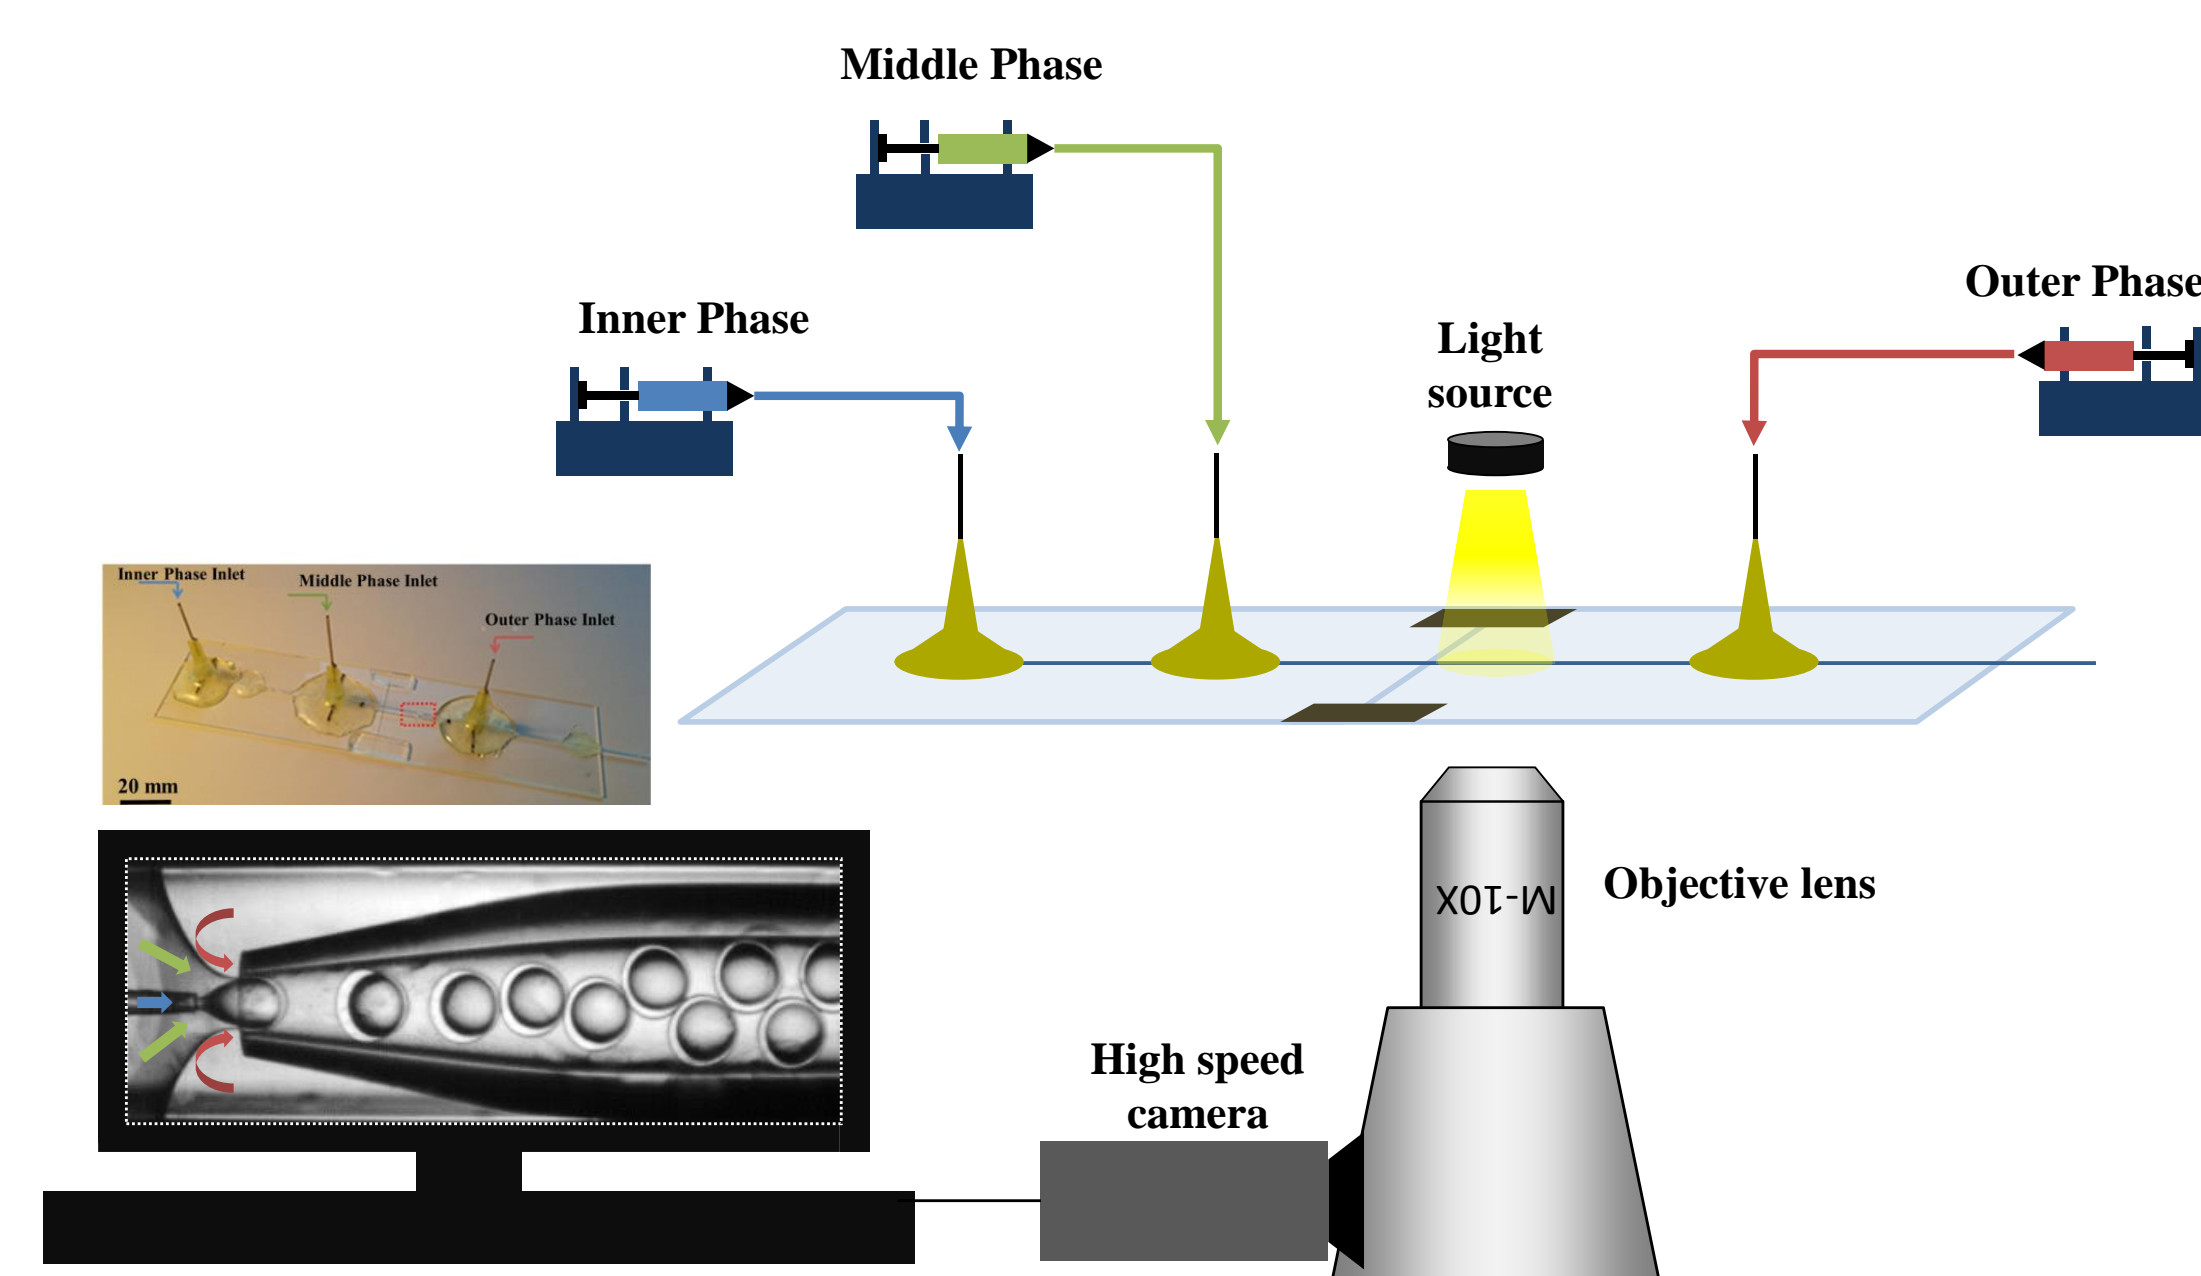 Middle Phase
Inner Phase
Outer Phase
Light
source
Inner Phase Inlet
Middle Phase Inlet
Outer Phase Inlet
20 mm
M-10X
Objective lens
High speed
camera